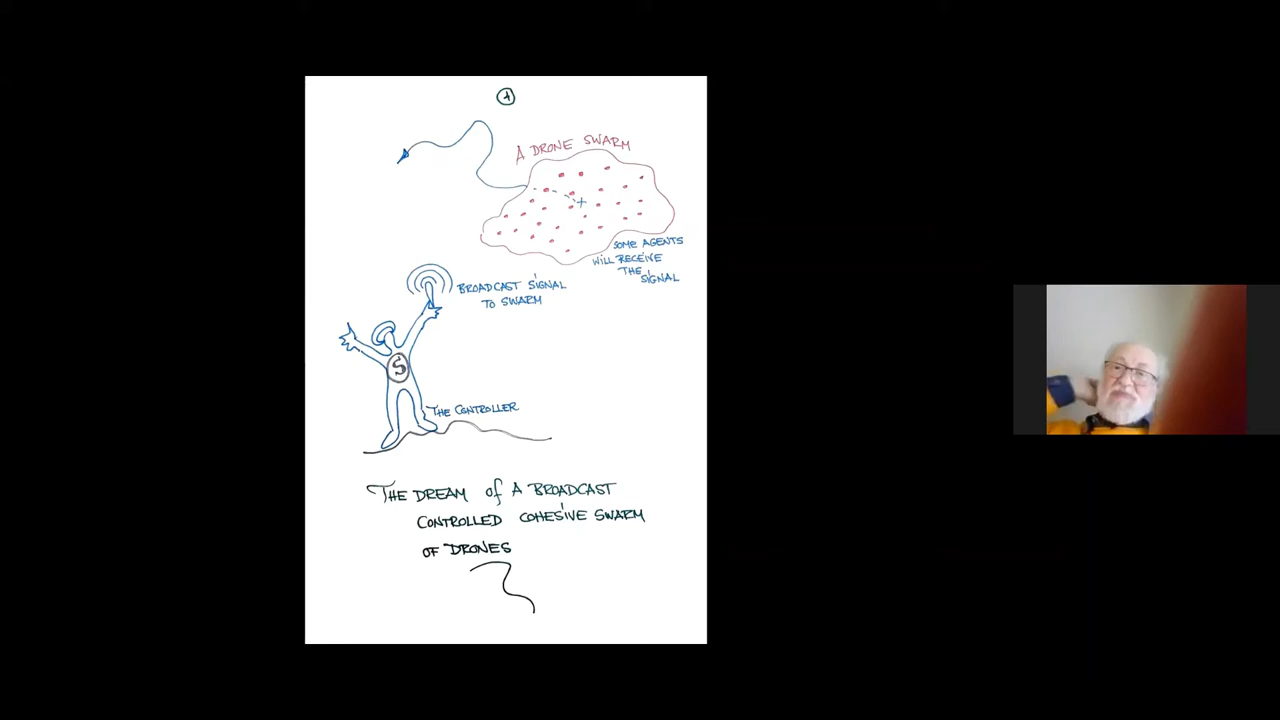 A DRONE SWARM
SOME AGENTS
WILL RECEIVE
THE
SIGNAL
BROADCAST SIGNAL
TO SWARM
S
THE CONTROLLER
THE DREAM of A BROADCAST
CONTROLLED COHESIVE SWARM
OF DRONES